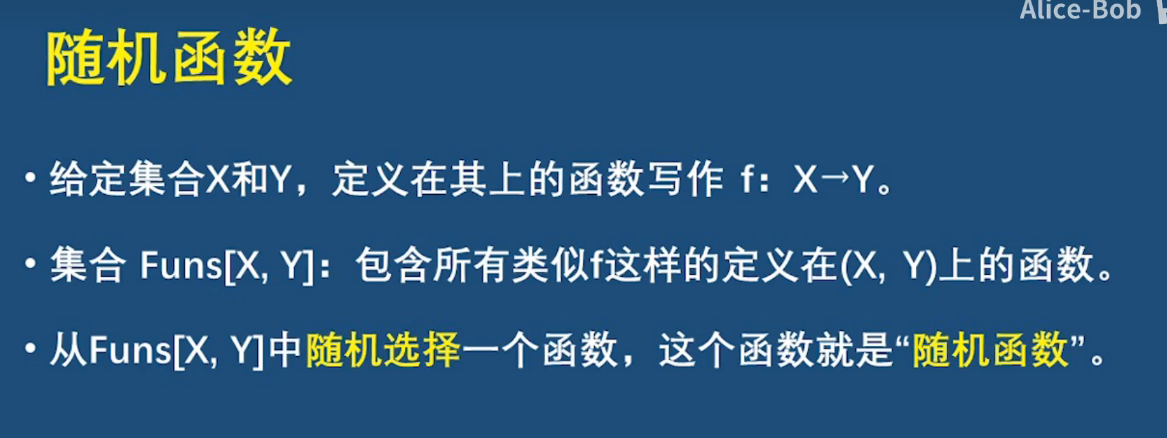 Alice-Bob
随机函数
• 给定集合X和Y，定义在其上的函数写作 f：X→Y。
• 集合 Funs[X, Y]：包含所有类似f这样的定义在(X, Y)上的函数。
• 从Funs[X, Y]中随机选择一个函数，这个函数就是“随机函数”。